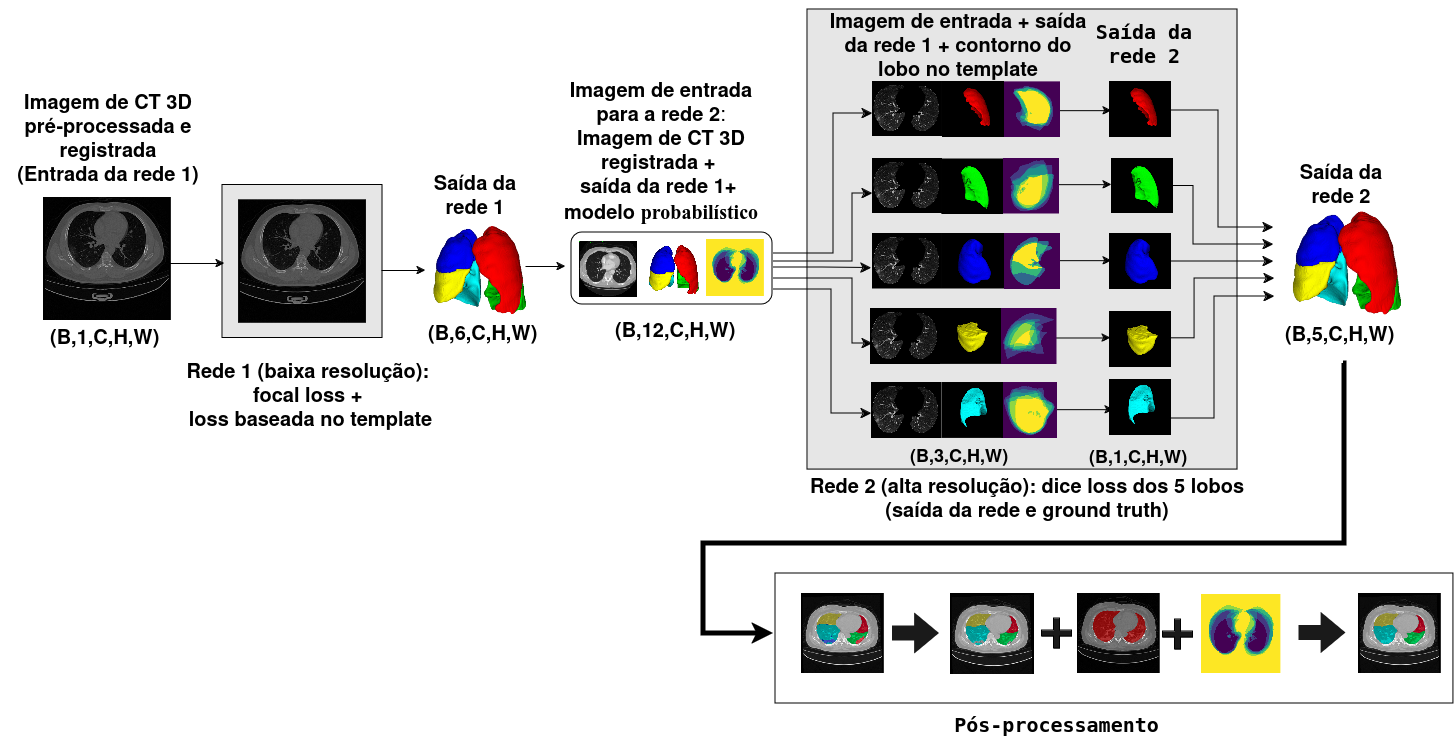 Imagem de CT 3D
pré-processada e
registrada
(Entrada da rede 1)
(B,1,C,H,W)
Rede 1 (baixa resolução):
focal loss +
loss baseada no template
Saída da
rede 1
(B,6,C,H,W)
Imagem de entrada
para a rede 2:
Imagem de CT 3D
registrada +
saída da rede 1+
modelo probabilístico
(B,12,C,H,W)
Imagem de entrada + saída
da rede 1 + contorno do
lobo no template
Saída da
rede 2
(B,3,C,H,W)
(B,1,C,H,W)
Rede 2 (alta resolução): dice loss dos 5 lobos
(saída da rede e ground truth)
Saída da
rede 2
(B,5,C,H,W)
Pós-processamento